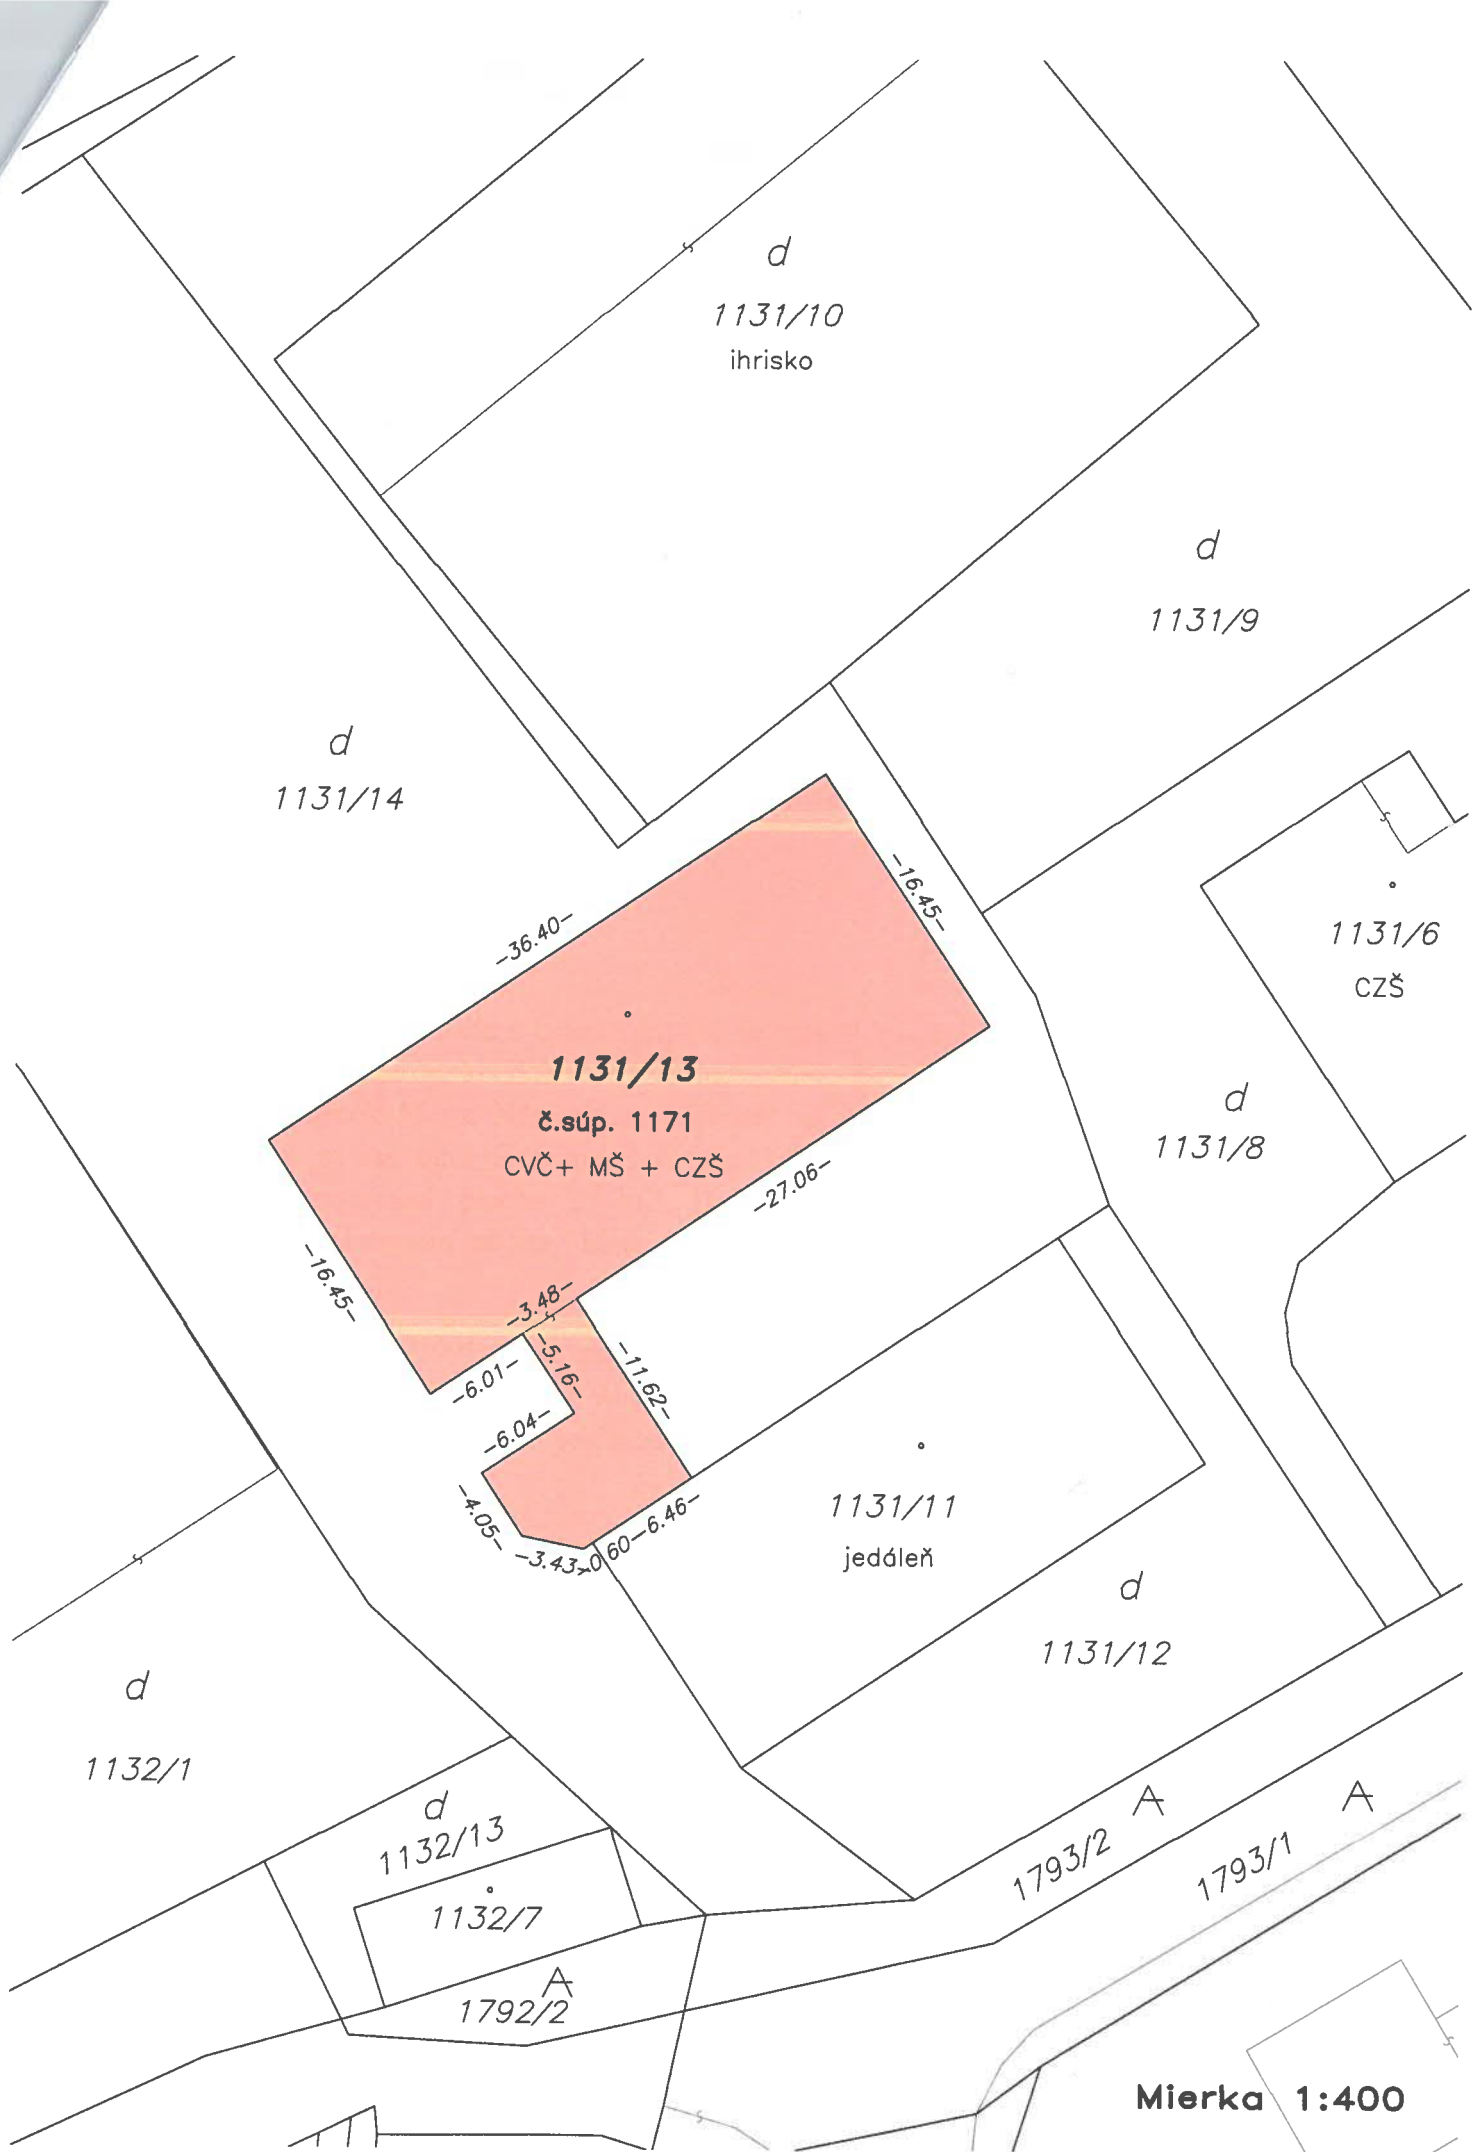 d
1131/10
ihrisko
d
1131/9
d
1131/14
-16.45-
-36.40-
1131/6
CZŠ
1131/13
č.súp. 1171
CVČ+ MŠ + CZŠ
d
1131/8
-27.06-
-16.45-
-3.48-
-5.16-
-11.62-
-6.01-
-6.04-
-4.05-
-3.43-
0.60-6.46-
1131/11
jedáleň
d
1131/12
d
1132/1
d
1132/13
1132/7
A
1792/2
A
1793/2
A
1793/1
Mierka 1:400